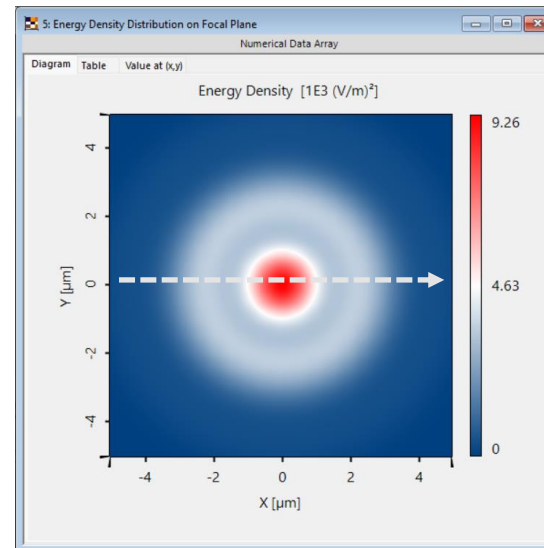 5: Energy Density Distribution on Focal Plane
Numerical Data Array
Diagram Table Value at (x,y)
Energy Density [1E3 (V/m)²]
9.26
4.63
0
4
2
0
-2
-4
Y [µm]
-4 -2 0 2 4
X [µm]